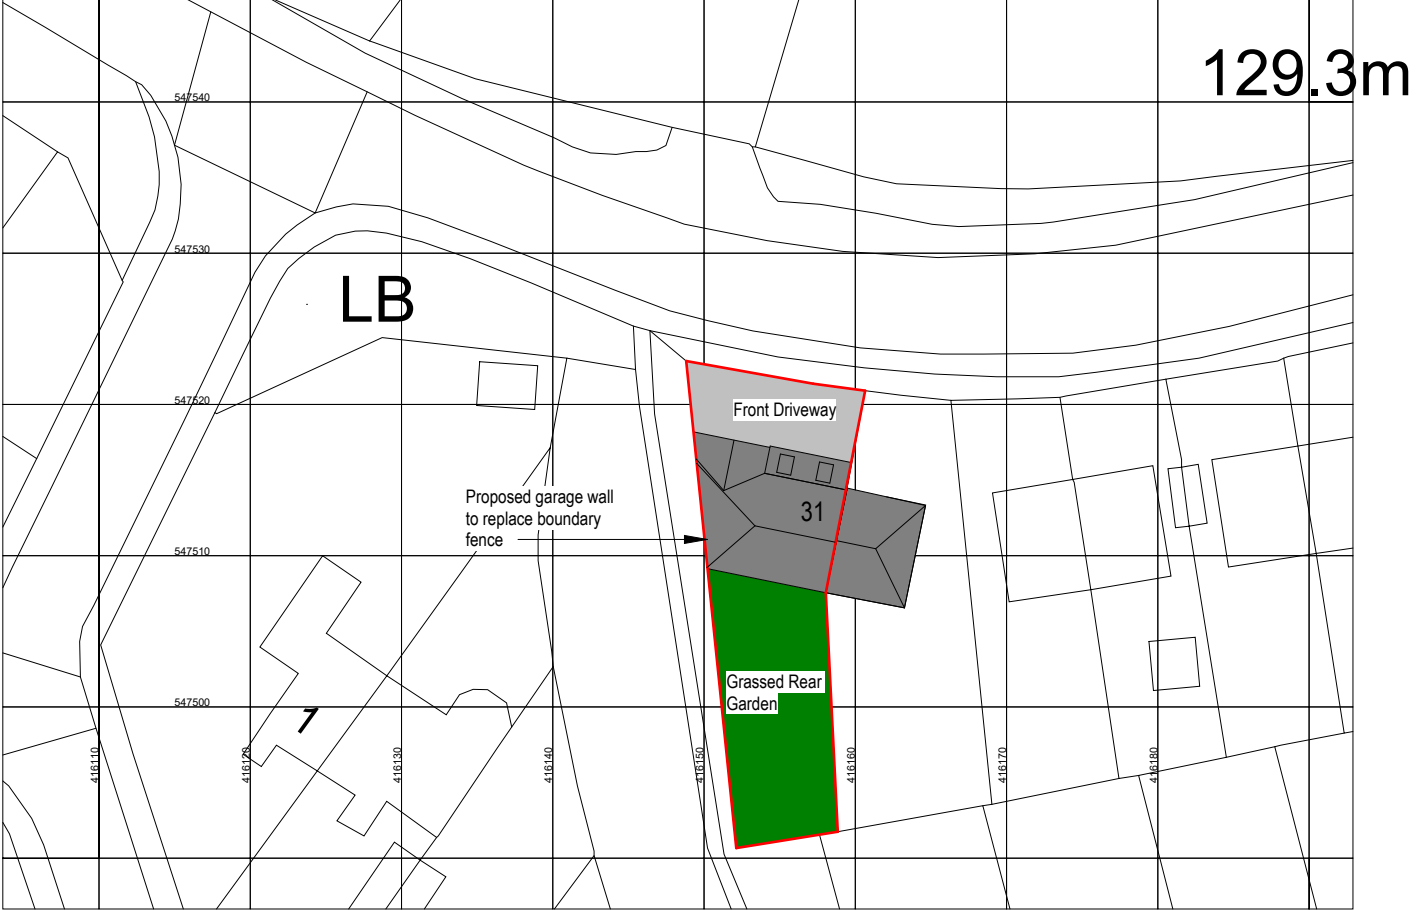 129.3m
547540
547530
LB
547520
Front Driveway
Proposed garage wall
to replace boundary
fence
31
547510
Grassed Rear
Garden
547500
1
416110
416120
416130
416140
416150
416160
416170
416180